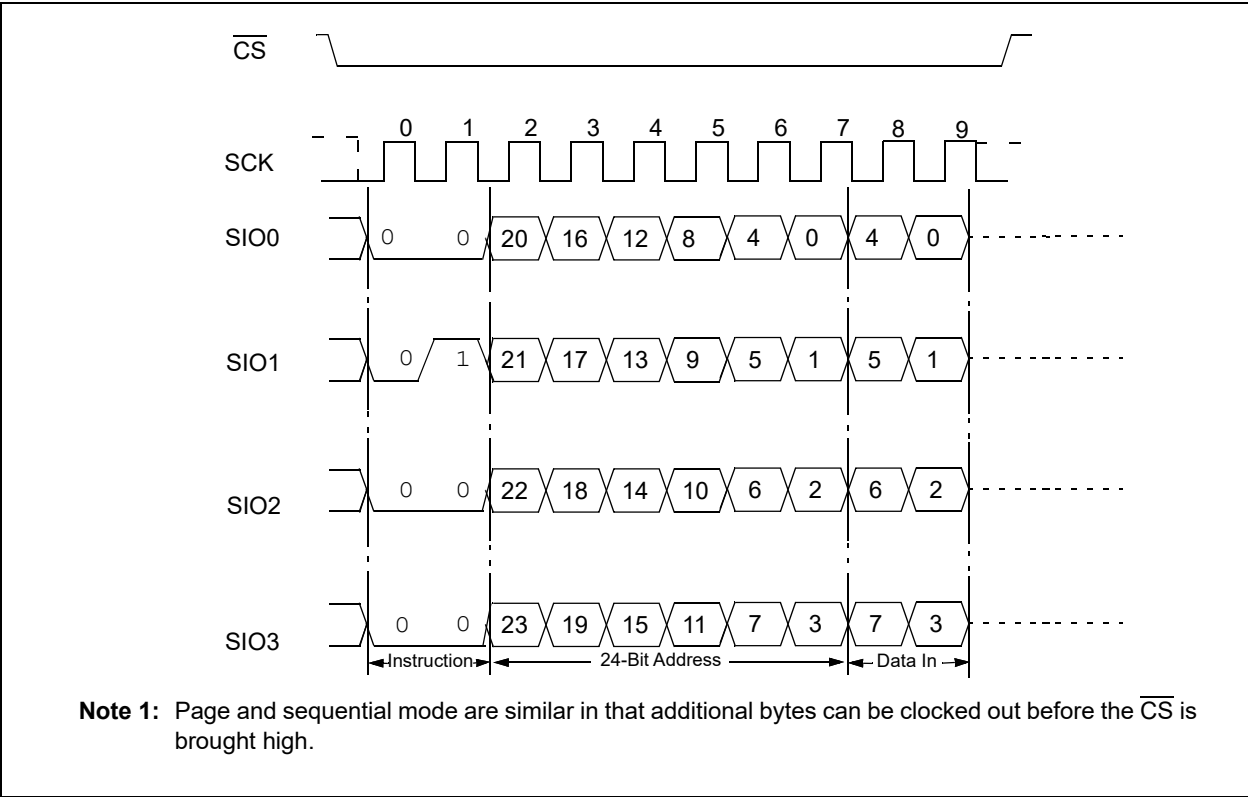 CS
0 1 2 3 4 5 6 7 8 9
SCK
SIO0 0 0 20 16 12 8 4 0 4 0
SIO1 0 1 21 17 13 9 5 1 5 1
SIO2 0 0 22 18 14 10 6 2 6 2
SIO3 0 0 23 19 15 11 7 3 7 3
Instruction 24-Bit Address Data In
Note 1: Page and sequential mode are similar in that additional bytes can be clocked out before the CS is
brought high.